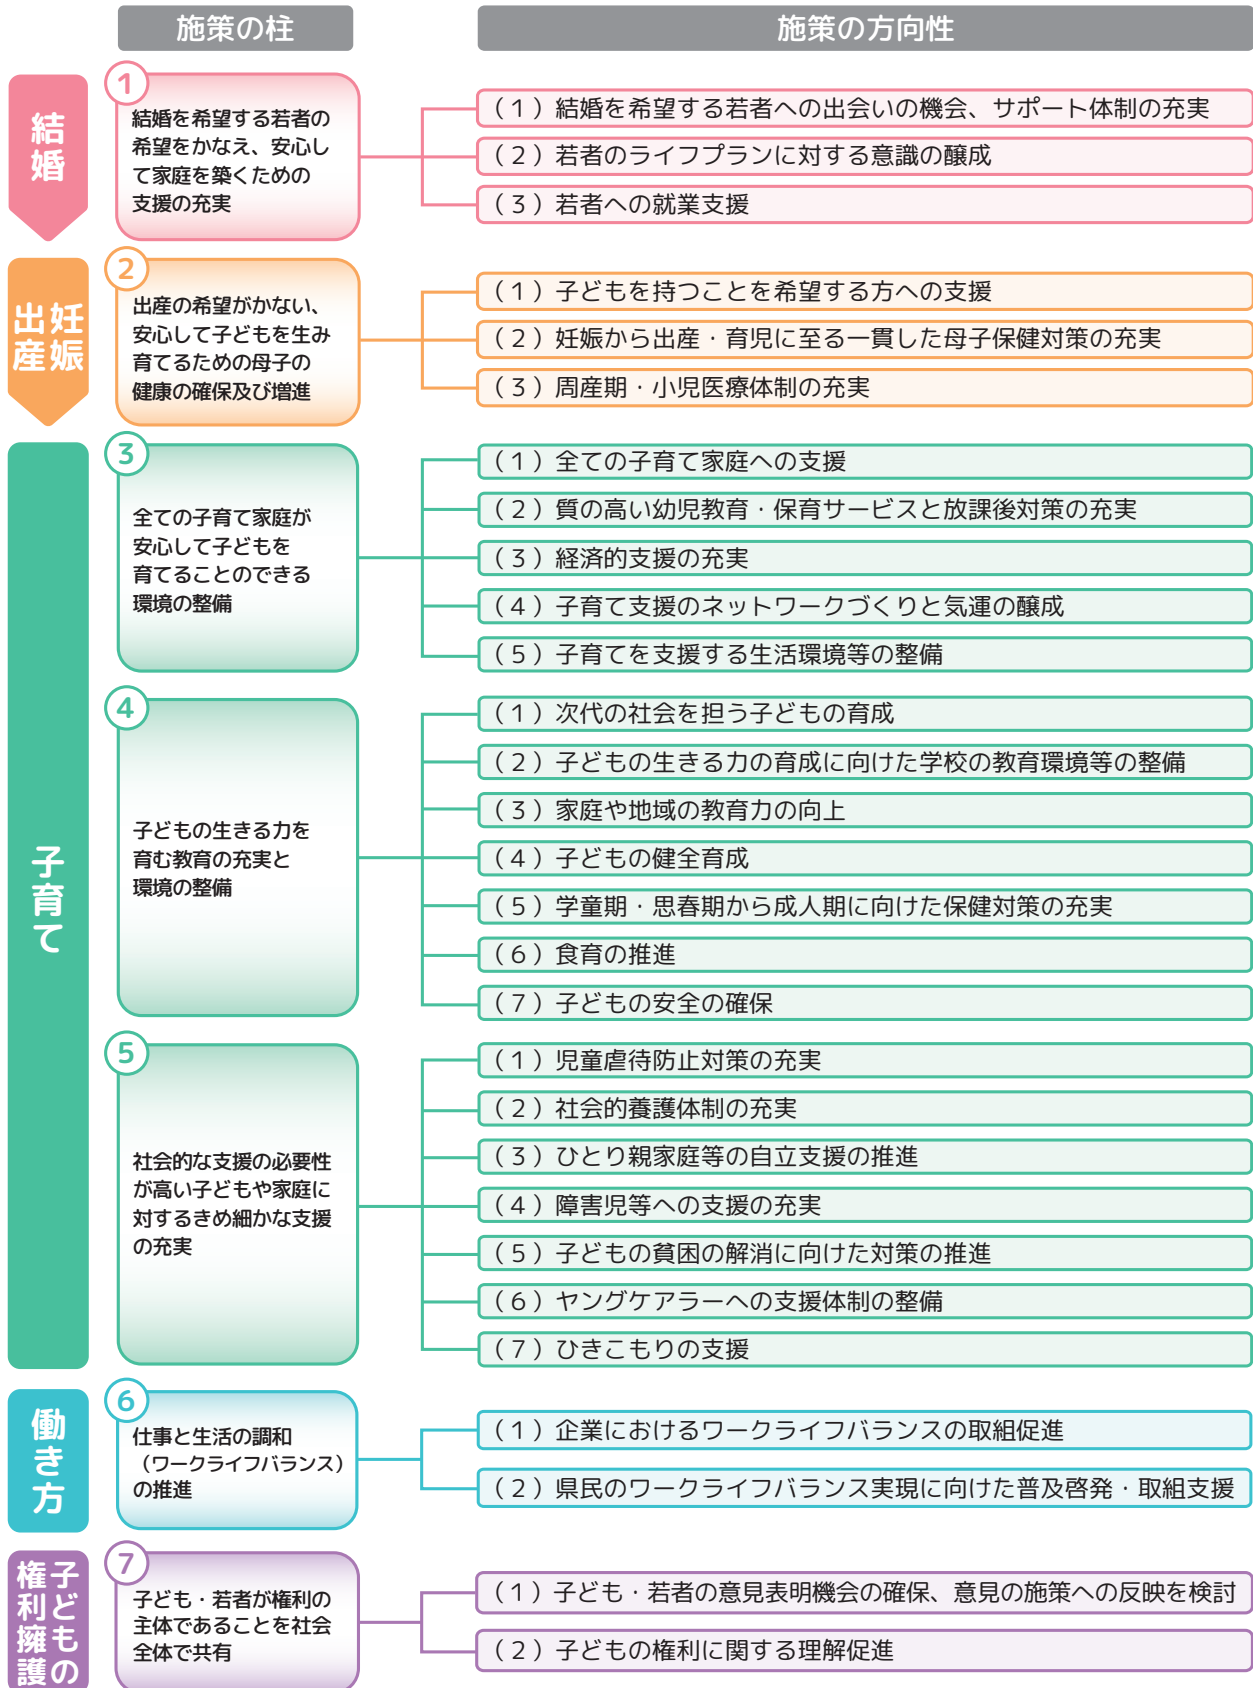 施策の柱
施策の方向性
結婚
1
結婚を希望する若者の
希望をかなえ、安心し
て家庭を築くための
支援の充実
（１）結婚を希望する若者への出会いの機会、サポート体制の充実
（２）若者のライフプランに対する意識の醸成
（３）若者への就業支援
妊娠
出産
2
出産の希望がかない、
安心して子どもを生み
育てるための母子の
健康の確保及び増進
（１）子どもを持つことを希望する方への支援
（２）妊娠から出産・育児に至る一貫した母子保健対策の充実
（３）周産期・小児医療体制の充実
子育て
3
全ての子育て家庭が
安心して子どもを
育てることのできる
環境の整備
（１）全ての子育て家庭への支援
（２）質の高い幼児教育・保育サービスと放課後対策の充実
（３）経済的支援の充実
（４）子育て支援のネットワークづくりと気運の醸成
（５）子育てを支援する生活環境等の整備
4
子どもの生きる力を
育む教育の充実と
環境の整備
（１）次代の社会を担う子どもの育成
（２）子どもの生きる力の育成に向けた学校の教育環境等の整備
（３）家庭や地域の教育力の向上
（４）子どもの健全育成
（５）学童期・思春期から成人期に向けた保健対策の充実
（６）食育の推進
（７）子どもの安全の確保
5
社会的な支援の必要性
が高い子どもや家庭に
対するきめ細かな支援
の充実
（１）児童虐待防止対策の充実
（２）社会的養護体制の充実
（３）ひとり親家庭等の自立支援の推進
（４）障害児等への支援の充実
（５）子どもの貧困の解消に向けた対策の推進
（６）ヤングケアラーへの支援体制の整備
（７）ひきこもりの支援
働き方
6
仕事と生活の調和
（ワークライフバランス）
の推進
（１）企業におけるワークライフバランスの取組促進
（２）県民のワークライフバランス実現に向けた普及啓発・取組支援
子どもの
権利擁護
7
子ども・若者が権利の
主体であることを社会
全体で共有
（１）子ども・若者の意見表明機会の確保、意見の施策への反映を検討
（２）子どもの権利に関する理解促進